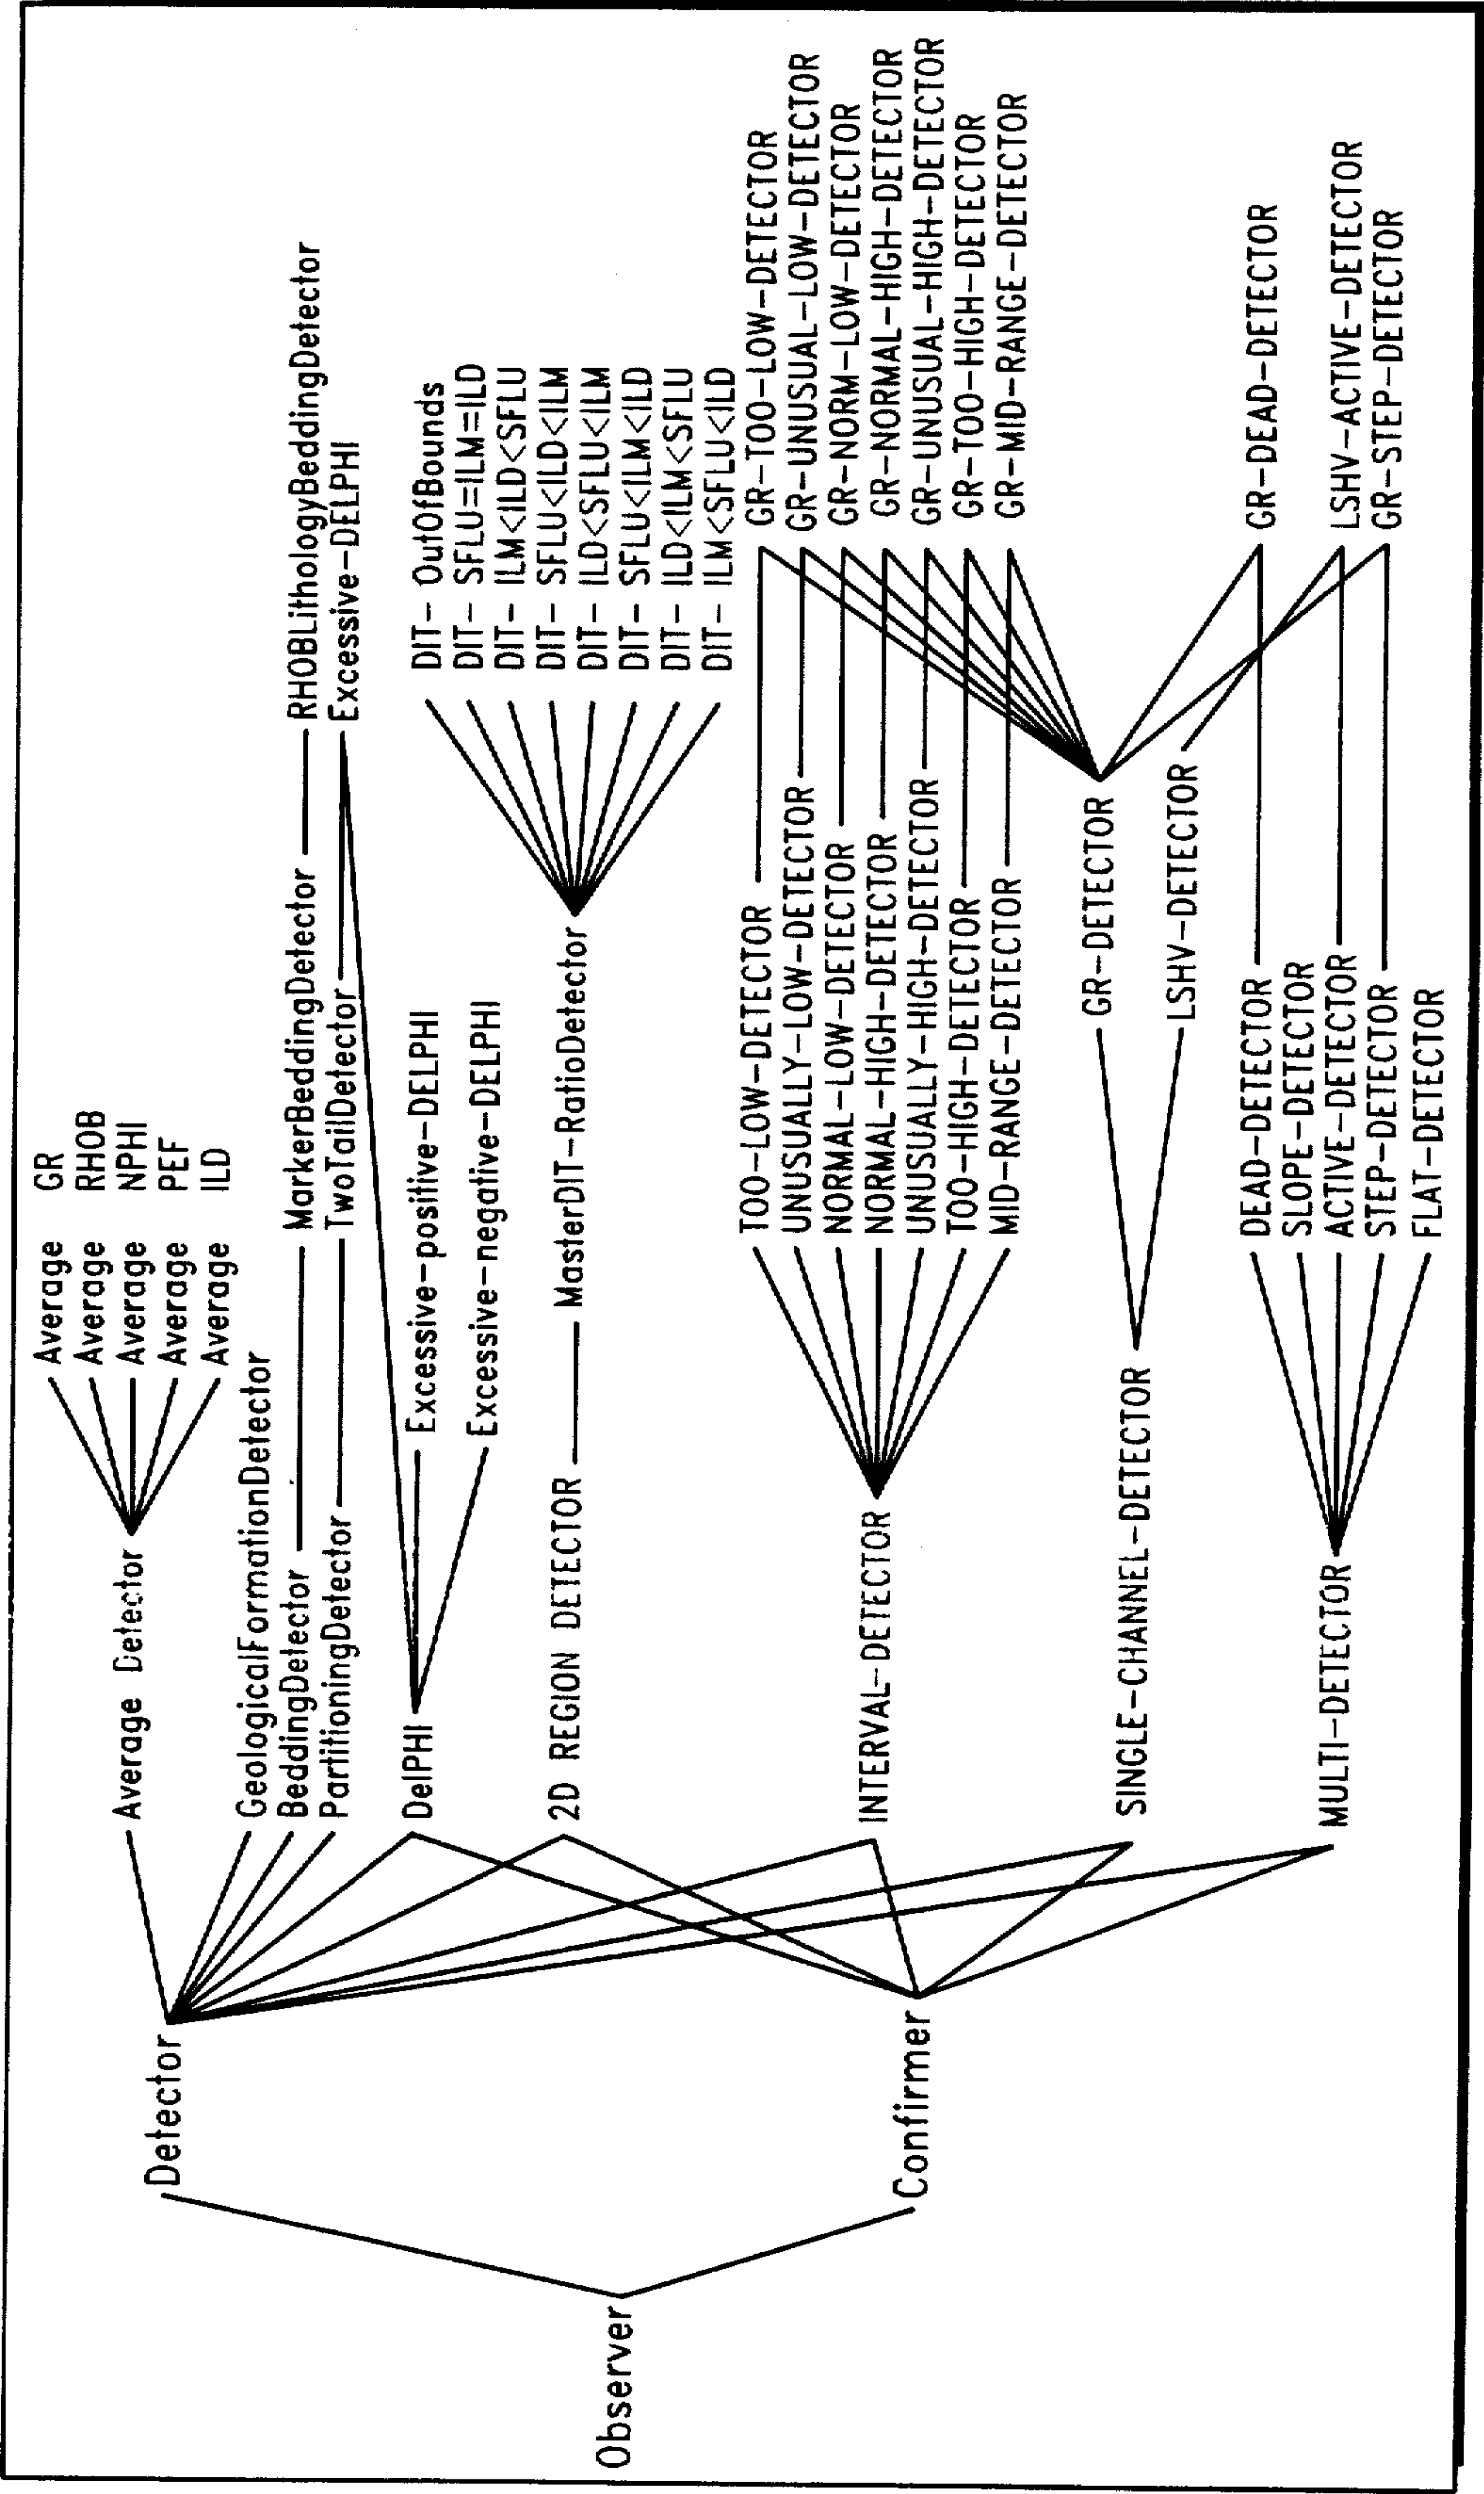 Observer
Detector
Confirmer
Average Detector
GeologicalFormationDetector
BeddingDetector
PartitioningDetector
DelPHI
2D REGION DETECTOR
INTERVAL-DETECTOR
SINGLE-CHANNEL-DETECTOR
MULTI-DETECTOR
Average GR
Average RHOB
Average NPHI
Average PEF
Average ILD
MarkerBeddingDetector
TwoTailDetector
Excessive-positive-DELPHI
Excessive-negative-DELPHI
MasterDIT-RatioDetector
TOO-LOW-DETECTOR
UNUSUALLY-LOW-DETECTOR
NORMAL-LOW-DETECTOR
NORMAL-HIGH-DETECTOR
UNUSUALLY-HIGH-DETECTOR
TOO-HIGH-DETECTOR
MID-RANGE-DETECTOR
GR-DETECTOR
LSHV-DETECTOR
DEAD-DETECTOR
SLOPE-DETECTOR
ACTIVE-DETECTOR
STEP-DETECTOR
FLAT-DETECTOR
RHOBLithologyBeddingDetector
Excessive-DELPHI
DIT- OutOfBounds
DIT- SFLU=ILM=ILD
DIT- ILM<ILD<SFLU
DIT- SFLU<ILD<ILM
DIT- ILD<SFLU<ILM
DIT- SFLU<ILM<ILD
DIT- ILD<ILM<SFLU
DIT- ILM<SFLU<ILD
GR-TOO-LOW-DETECTOR
GR-UNUSUAL-LOW-DETECTOR
GR-NORM-LOW-DETECTOR
GR-NORMAL-HIGH-DETECTOR
GR-UNUSUAL-HIGH-DETECTOR
GR-TOO-HIGH-DETECTOR
GR-MID-RANGE-DETECTOR
GR-DEAD-DETECTOR
LSHV-ACTIVE-DETECTOR
GR-STEP-DETECTOR